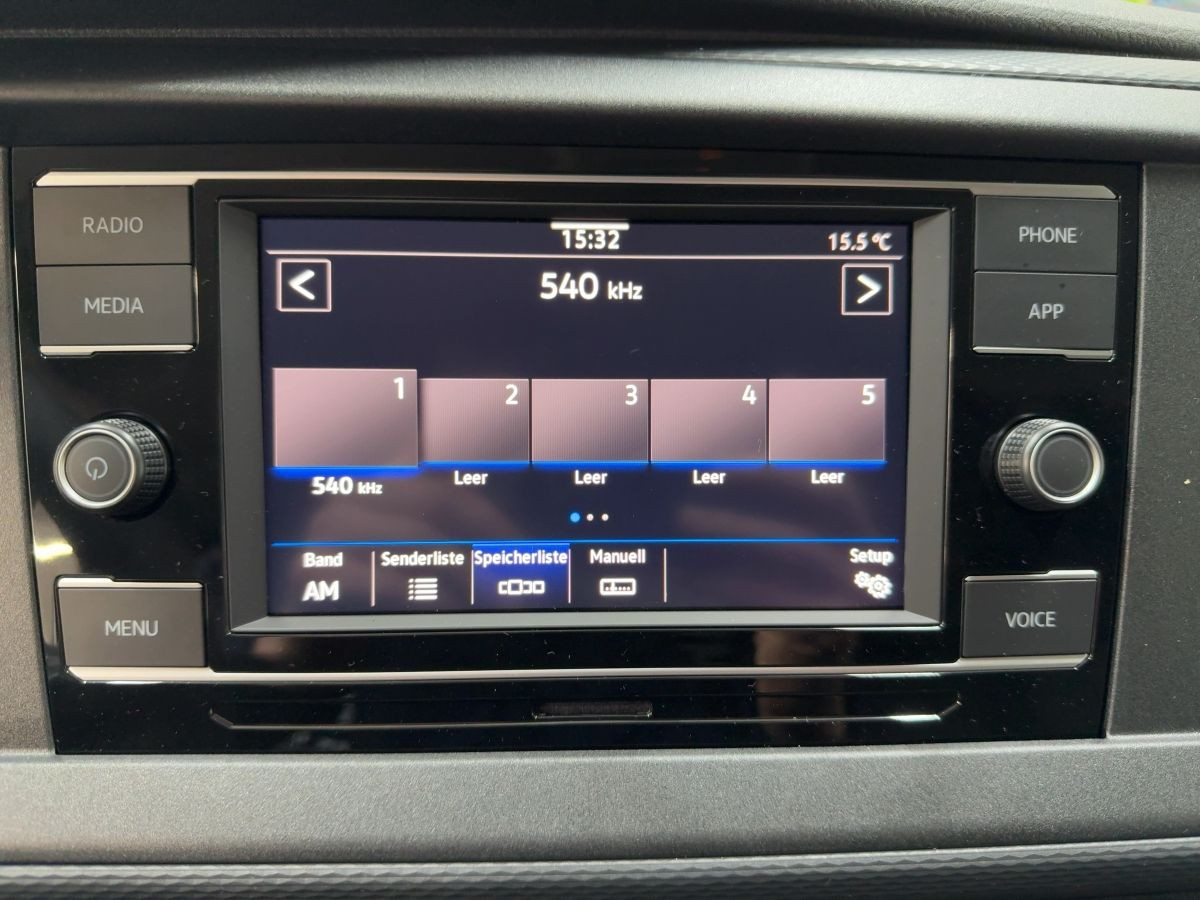 RADIO
MEDIA
MENU
15:32
15.5 °C
<
540 kHz
>
1
2
3
4
5
540 kHz
Leer
Leer
Leer
Leer
Band
AM
Senderliste
Speicherliste
Manuell
Setup
PHONE
APP
VOICE